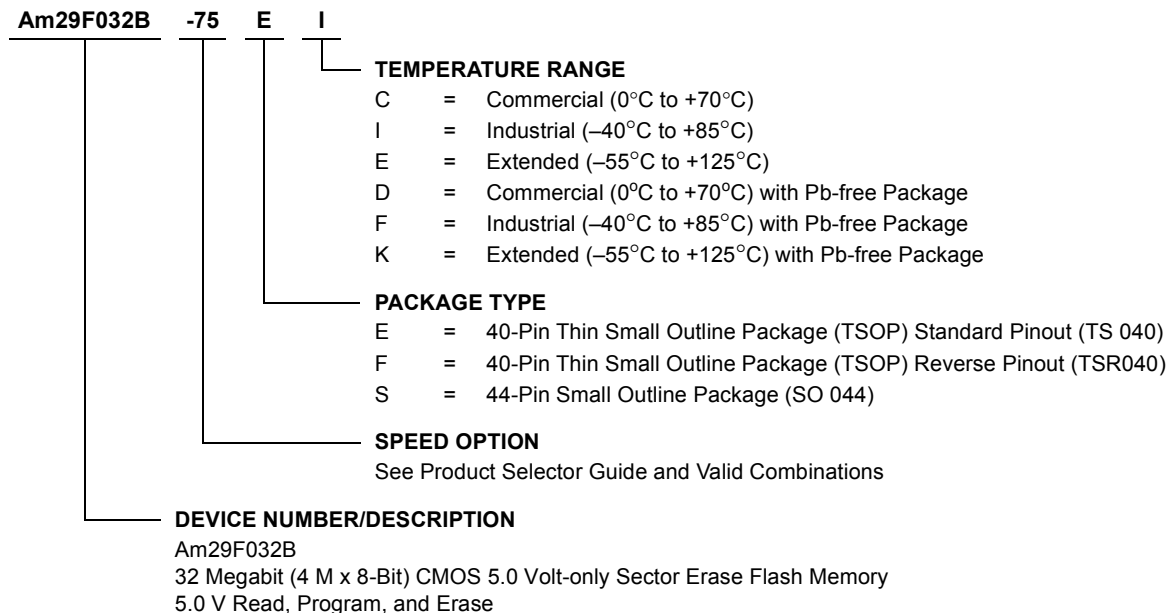 Am29F032B -75 E I
TEMPERATURE RANGE
C = Commercial (0°C to +70°C)
I = Industrial (–40°C to +85°C)
E = Extended (–55°C to +125°C)
D = Commercial (0ºC to +70ºC) with Pb-free Package
F = Industrial (–40°C to +85°C) with Pb-free Package
K = Extended (–55°C to +125°C) with Pb-free Package
PACKAGE TYPE
E = 40-Pin Thin Small Outline Package (TSOP) Standard Pinout (TS 040)
F = 40-Pin Thin Small Outline Package (TSOP) Reverse Pinout (TSR040)
S = 44-Pin Small Outline Package (SO 044)
SPEED OPTION
See Product Selector Guide and Valid Combinations
DEVICE NUMBER/DESCRIPTION
Am29F032B
32 Megabit (4 M x 8-Bit) CMOS 5.0 Volt-only Sector Erase Flash Memory
5.0 V Read, Program, and Erase